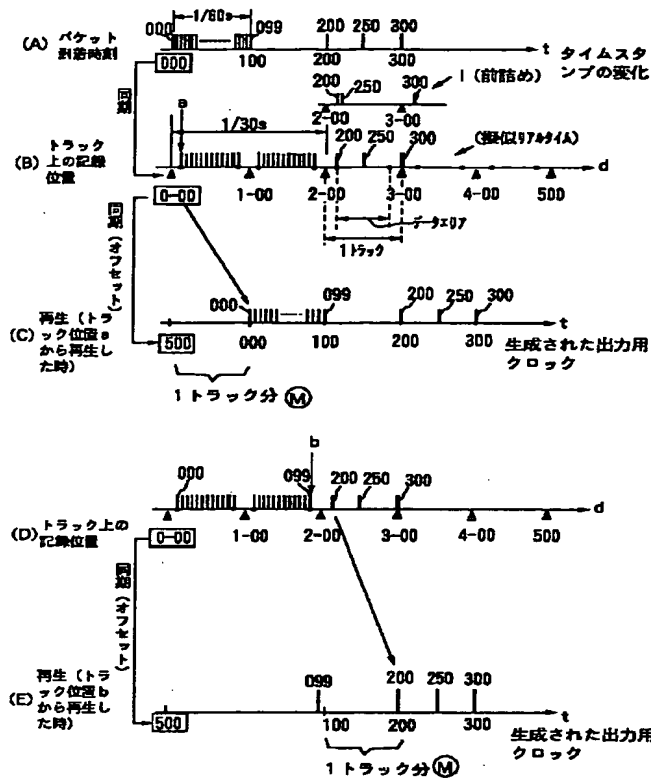 000 1/60s 099
(A) パケット
到着時刻
200 250 300
t
000
100 200 300
タイムスタ
ンプの変化
同期
200 250 300
I (前詰め)
2-00 3-00
a
1/30s
(B) トラック
上の記録
位置
200 250 300
(擬似リアルタイム)
d
0-00 1-00 2-00 3-00 4-00 500
データエリア
1トラック
同期 (オフセット)
000 099 200 250 300
(C) 再生 (トラ
ック位置a
から再生し
た時)
t
500
000 100 200 300
生成された出力用
クロック
1トラック分 M
b
000 099 200 250 300
d
(D) トラック上の
記録位置
0-00 1-00 2-00 3-00 4-00 500
同期 (オフセット)
099 200 250 300
(E) 再生 (トラ
ック位置b
から再生し
た時)
t
500
100 200 300
生成された出力用
クロック
1トラック分 M